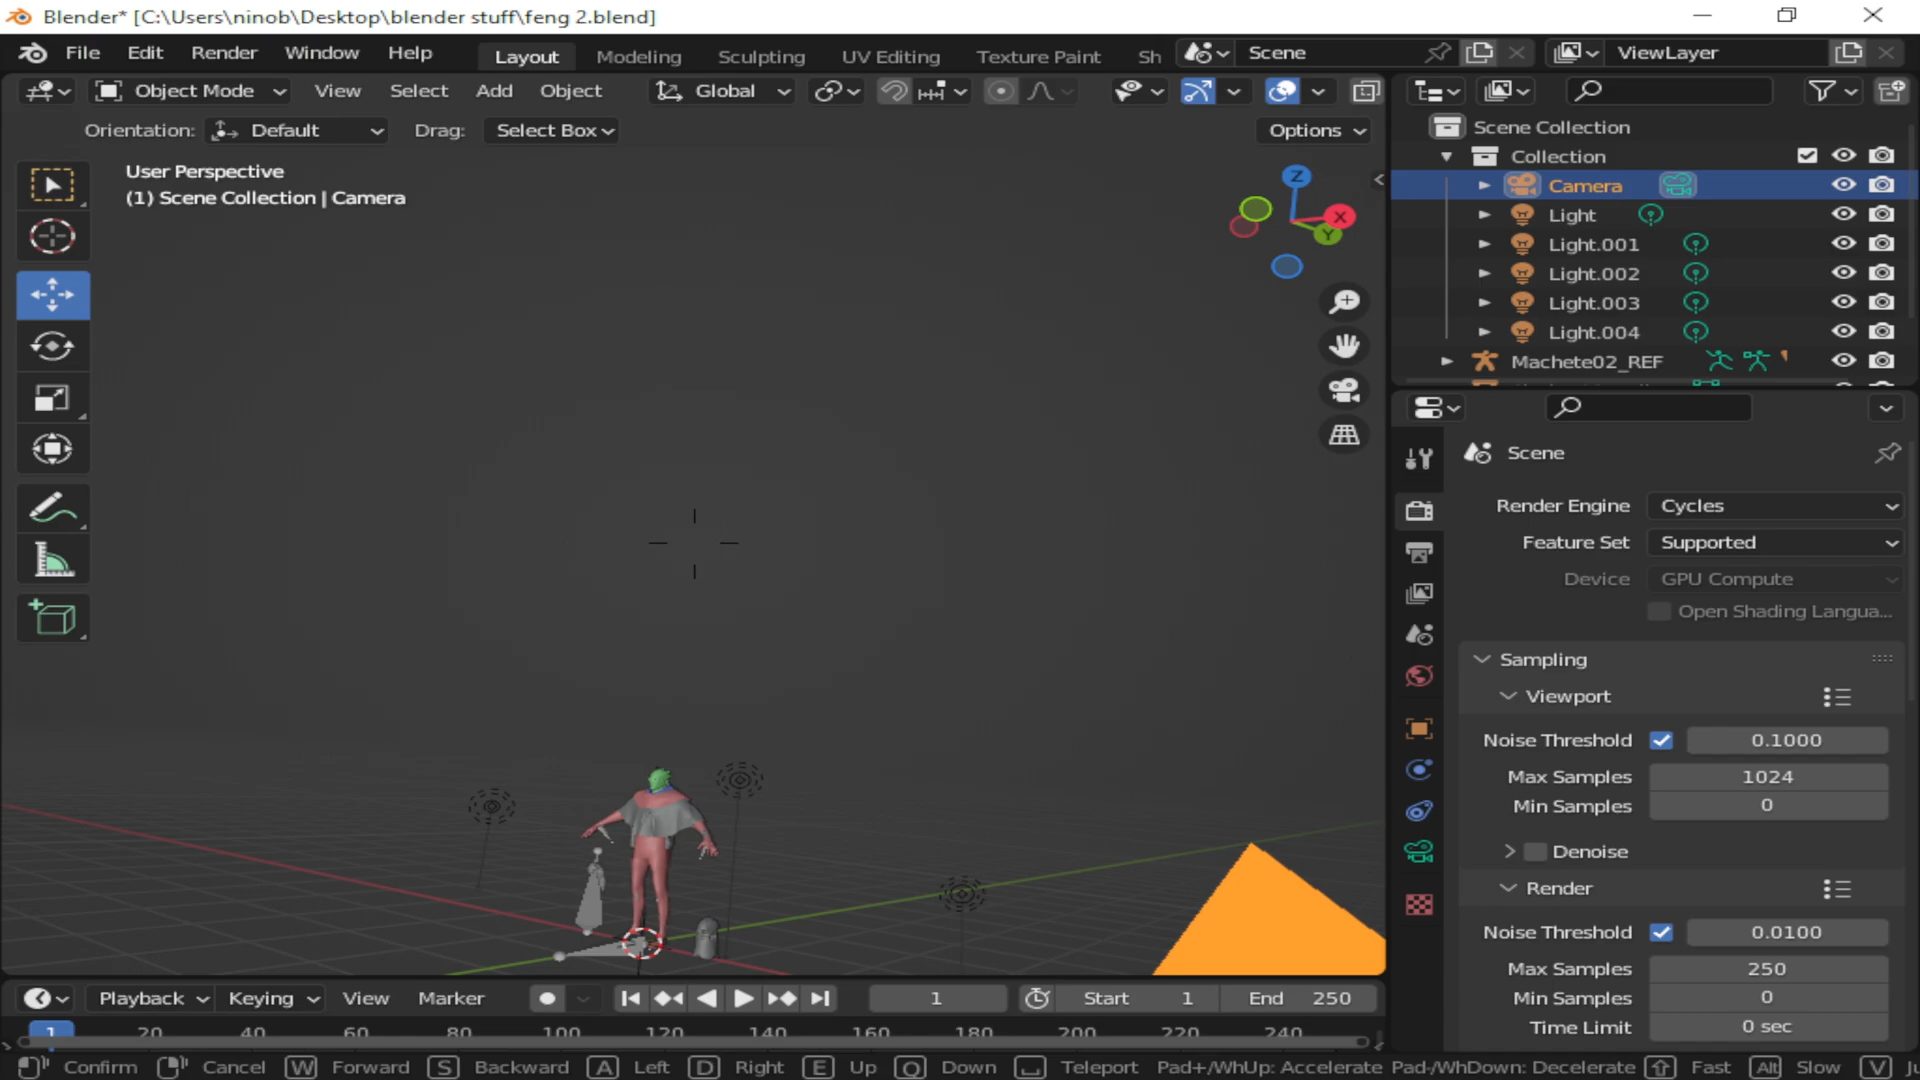 Blender* [C:\Users\ninob\Desktop\blender stuff\feng 2.blend]
File Edit Render Window Help Layout Modeling Sculpting UV Editing Texture Paint Sh Scene ViewLayer
Object Mode View Select Add Object Global
Orientation: Default Drag: Select Box Options
User Perspective
(1) Scene Collection | Camera
Z
X
Y
Scene Collection
Collection
Camera
Light
Light.001
Light.002
Light.003
Light.004
Machete02_REF
Scene
Render Engine Cycles
Feature Set Supported
Device GPU Compute
Open Shading Langua...
Sampling
Viewport
Noise Threshold 0.1000
Max Samples 1024
Min Samples 0
Denoise
Render
Noise Threshold 0.0100
Max Samples 250
Min Samples 0
Time Limit 0 sec
Playback Keying View Marker 1 Start 1 End 250
1 20 40 60 80 100 120 140 160 180 200 220 240
Confirm Cancel W Forward S Backward A Left D Right E Up Q Down Teleport Pad+/WhUp: Accelerate Pad-/WhDown: Decelerate Fast Alt Slow V